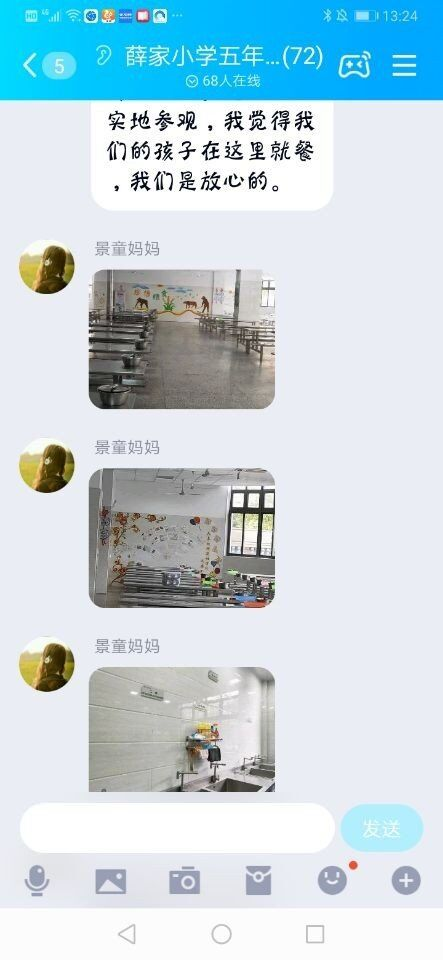 HD 4G 13:24
5 薛家小学五年...(72)
68人在线
实地参观，我觉得我
们的孩子在这里就餐
，我们是放心的。
景童妈妈
景童妈妈
景童妈妈
发送